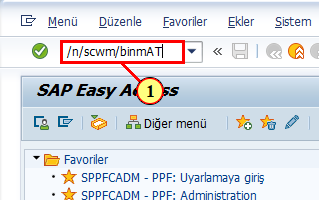 Menü Düzenle Favoriler Ekler Sistem
/n/scwm/binmAT
SAP Easy Access
1
Diğer menü
Favoriler
SPPFCADM - PPF: Uyarlamaya giriş
SPPFCADM - PPF: Administration